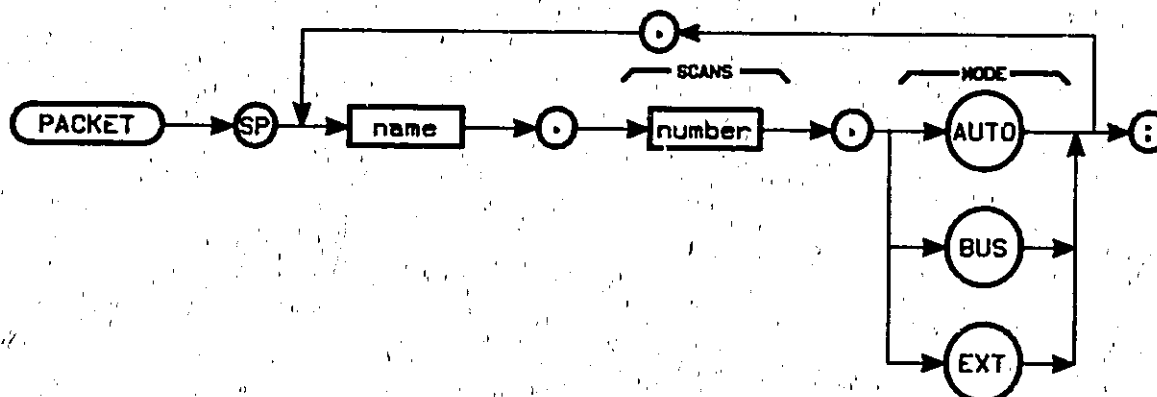 ,
SCANS
MODE
PACKET SP name , number , AUTO ;
BUS
EXT